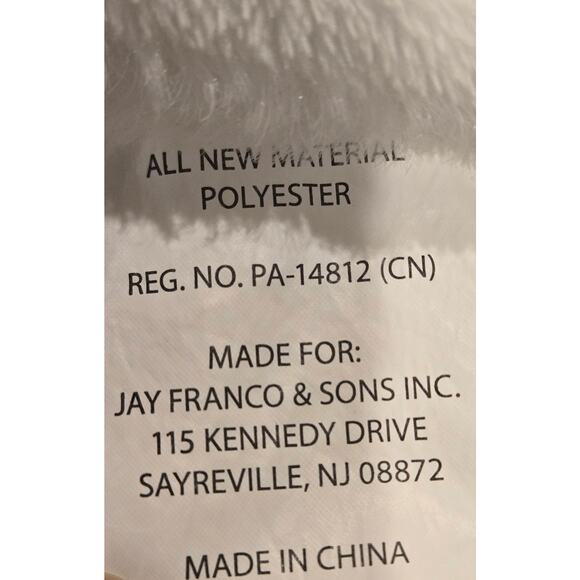 ALL NEW MATERIAL
POLYESTER
REG. NO. PA-14812 (CN)
MADE FOR:
JAY FRANCO & SONS INC.
115 KENNEDY DRIVE
SAYREVILLE, NJ 08872
MADE IN CHINA